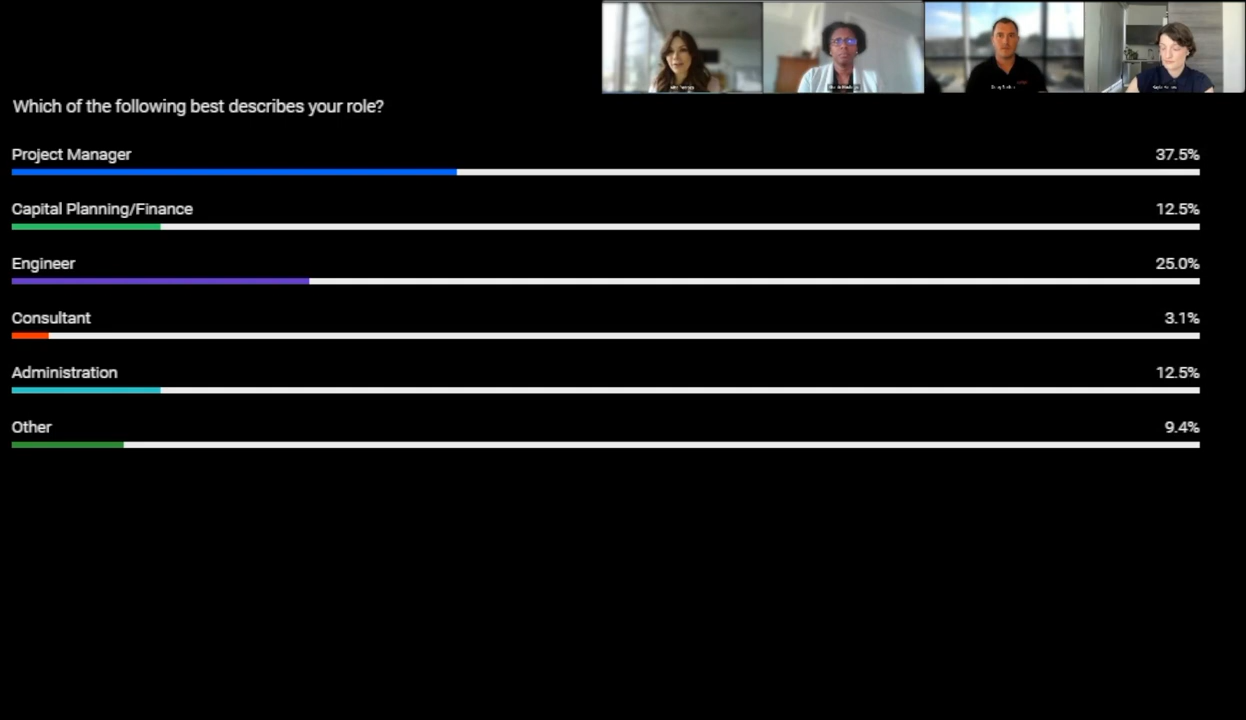 Which of the following best describes your role?
Project Manager 37.5%
Capital Planning/Finance 12.5%
Engineer 25.0%
Consultant 3.1%
Administration 12.5%
Other 9.4%